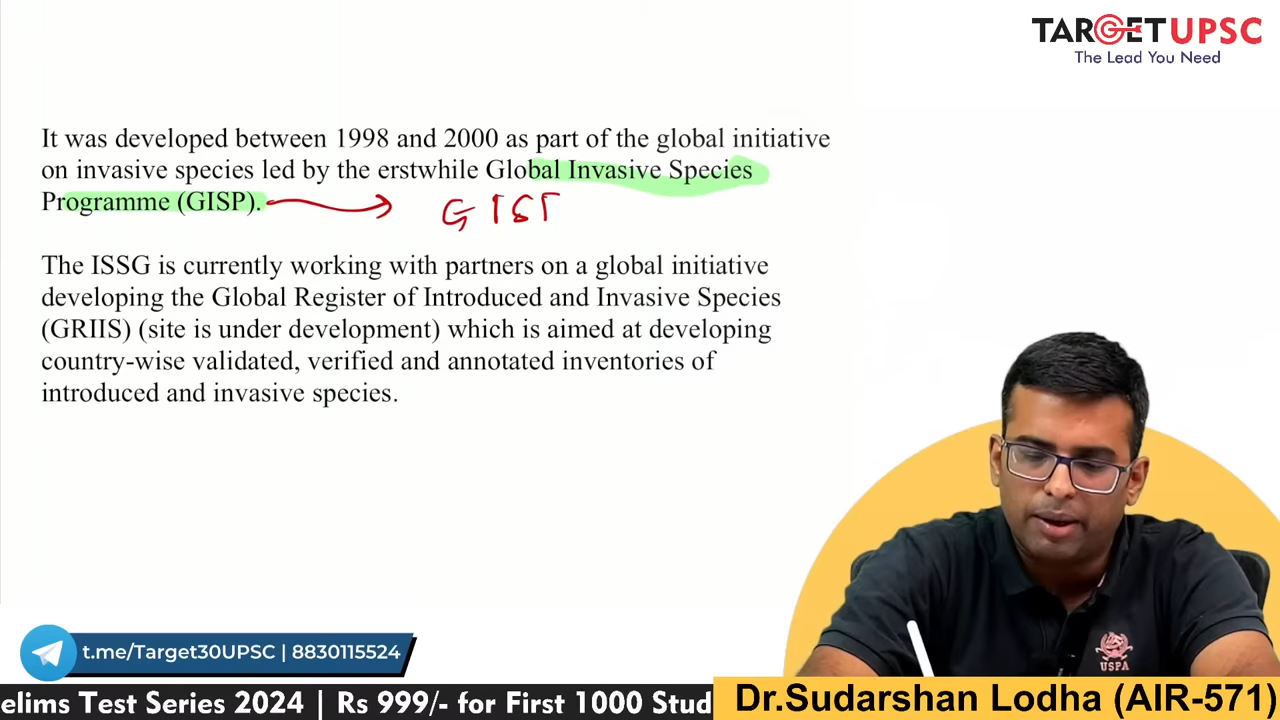 TARGETUPSC
The Lead You Need
It was developed between 1998 and 2000 as part of the global initiative
on invasive species led by the erstwhile Global Invasive Species
Programme (GISP).
The ISSG is currently working with partners on a global initiative
developing the Global Register of Introduced and Invasive Species
(GRIIS) (site is under development) which is aimed at developing
country-wise validated, verified and annotated inventories of
introduced and invasive species.
USPA
t.me/Target30UPSC | 8830115524
elims Test Series 2024 | Rs 999/- for First 1000 Stud
Dr.Sudarshan Lodha (AIR-571)